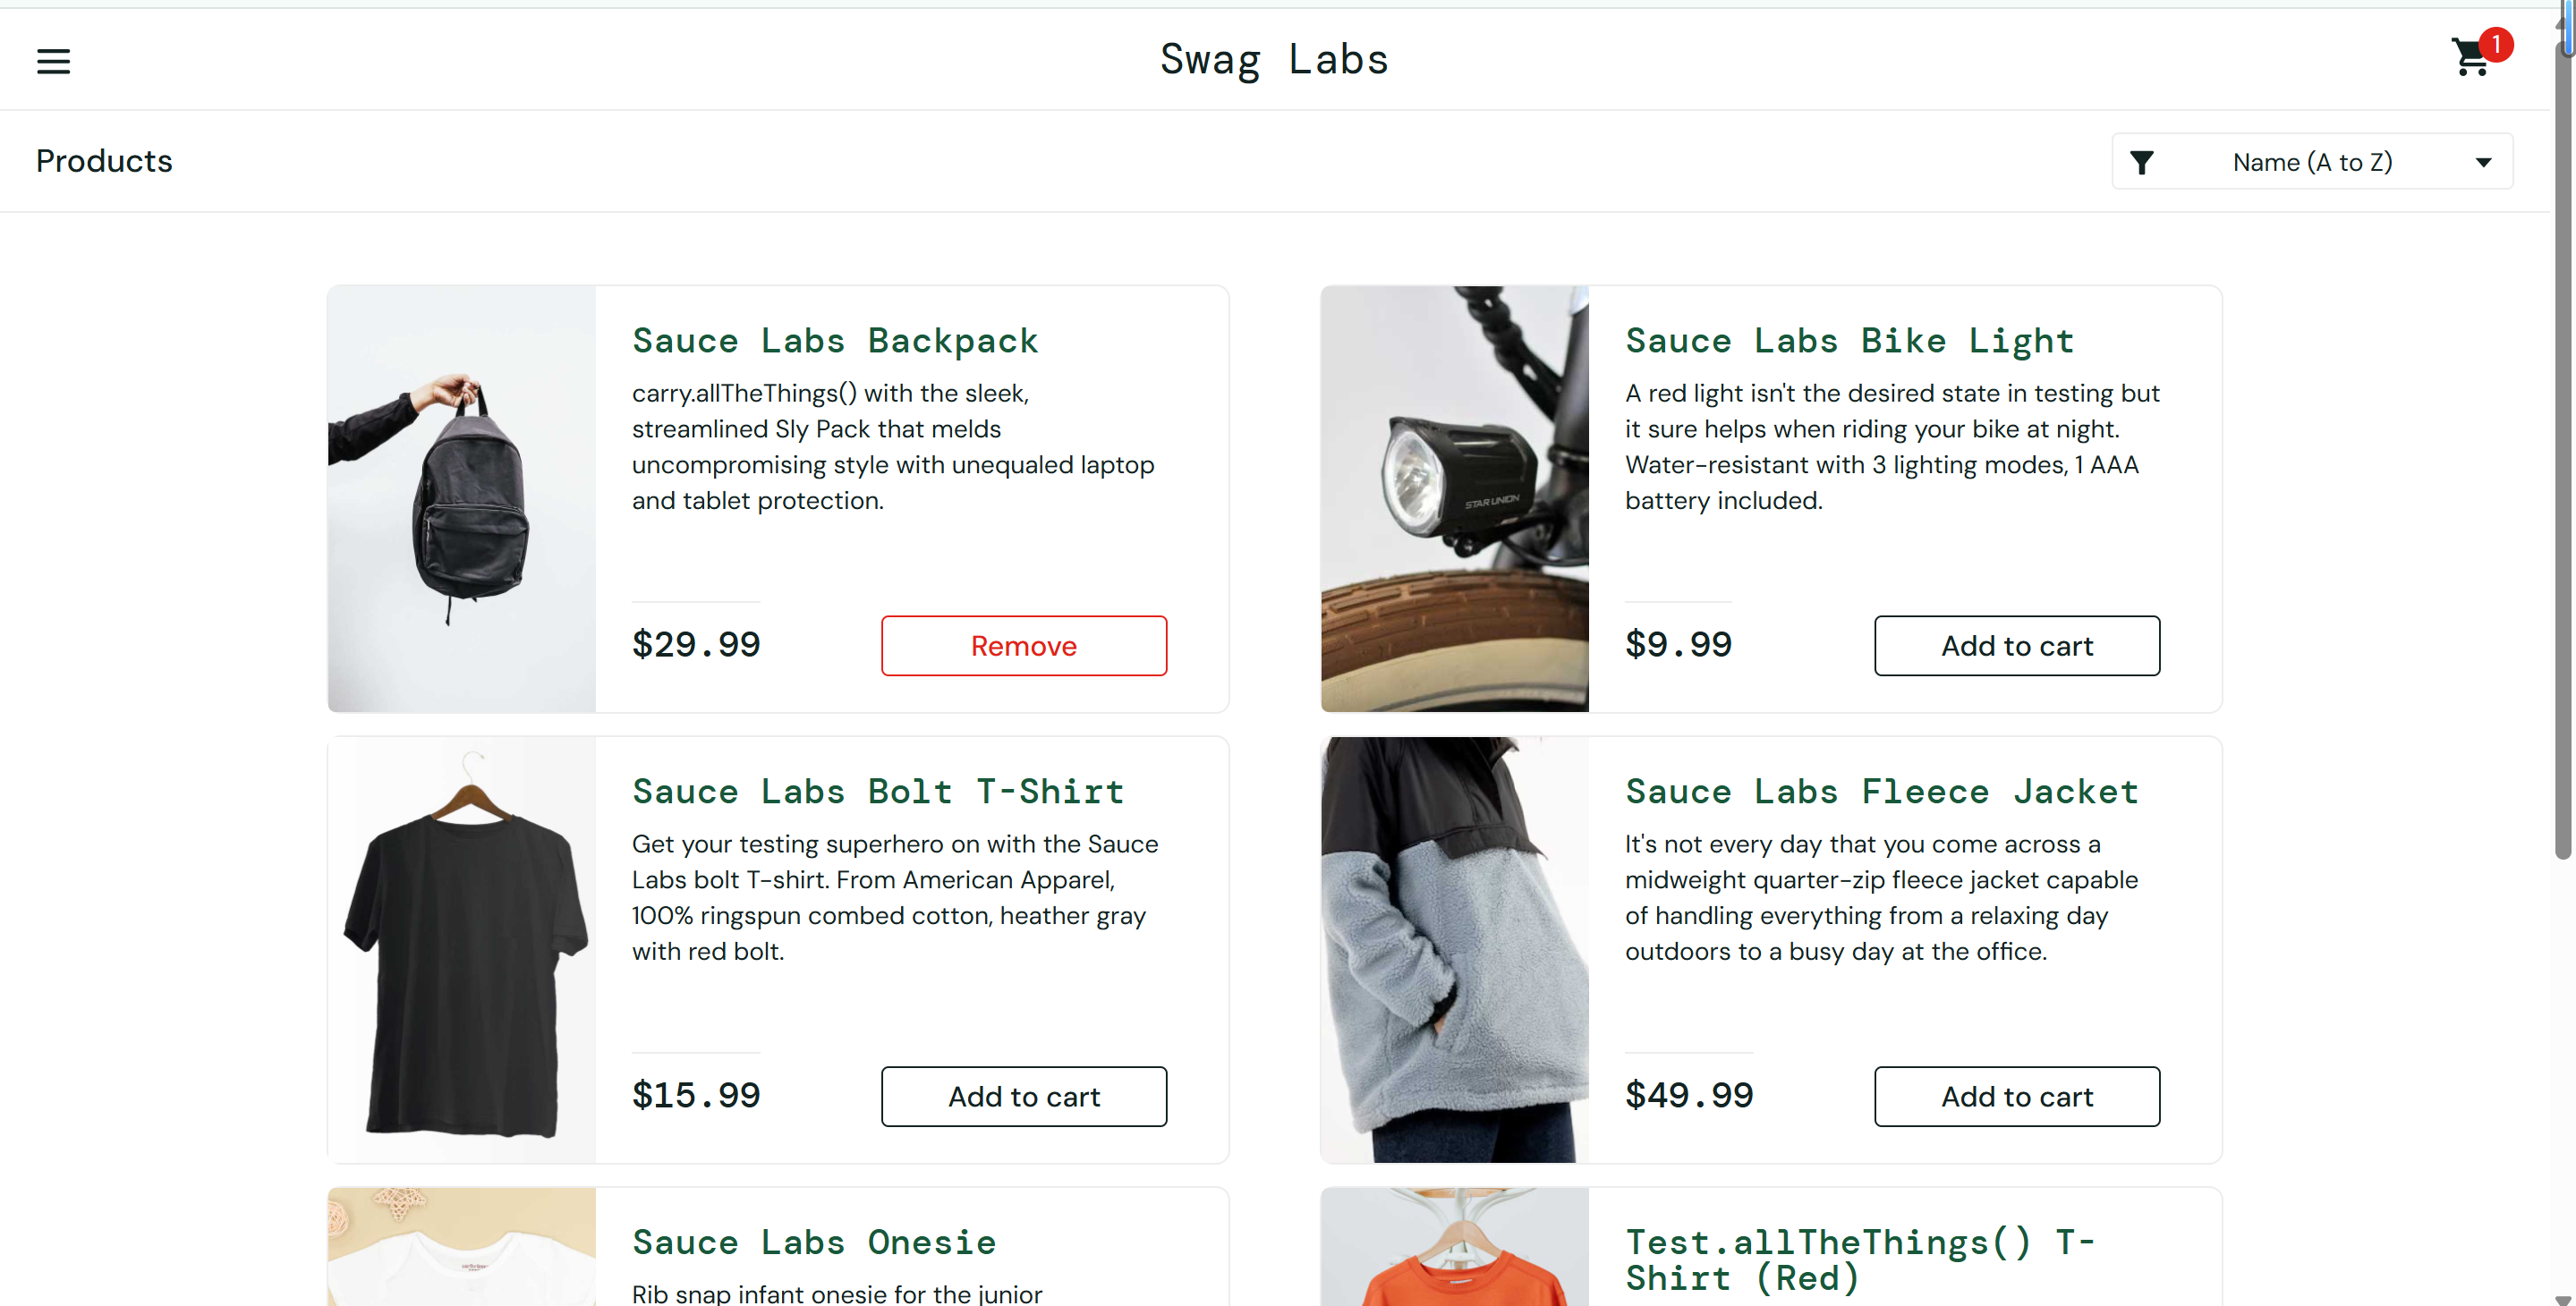 Swag Labs
1
Products
Name (A to Z)
Sauce Labs Backpack
carry.allTheThings() with the sleek,
streamlined Sly Pack that melds
uncompromising style with unequaled laptop
and tablet protection.
$29.99
Remove
STAR UNION
Sauce Labs Bike Light
A red light isn't the desired state in testing but
it sure helps when riding your bike at night.
Water-resistant with 3 lighting modes, 1 AAA
battery included.
$9.99
Add to cart
Sauce Labs Bolt T-Shirt
Get your testing superhero on with the Sauce
Labs bolt T-shirt. From American Apparel,
100% ringspun combed cotton, heather gray
with red bolt.
$15.99
Add to cart
Sauce Labs Fleece Jacket
It's not every day that you come across a
midweight quarter-zip fleece jacket capable
of handling everything from a relaxing day
outdoors to a busy day at the office.
$49.99
Add to cart
Sauce Labs Onesie
Rib snap infant onesie for the junior
Test.allTheThings() T-
Shirt (Red)